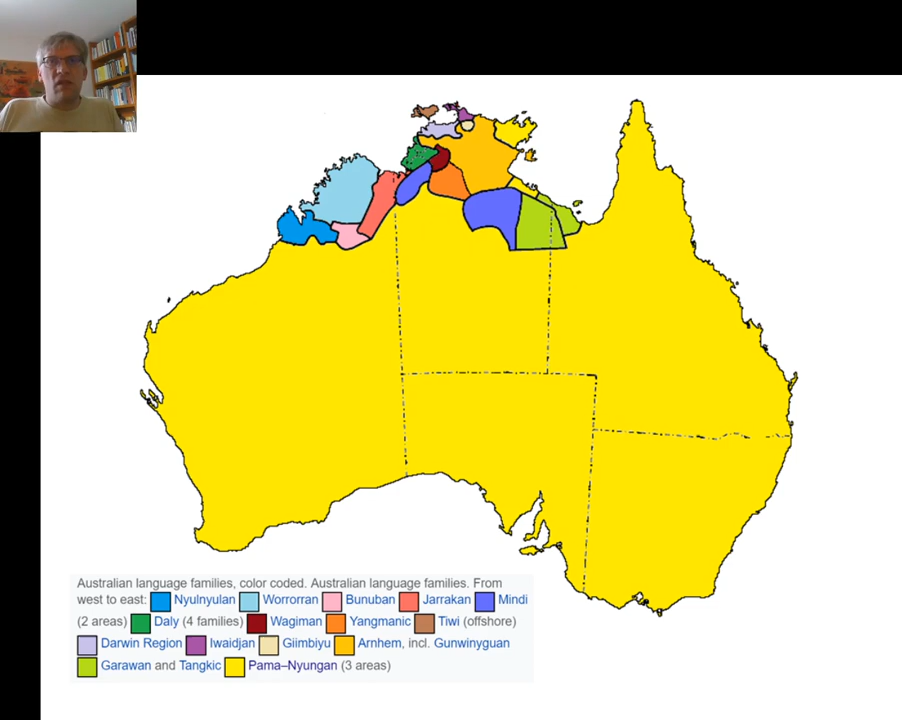 Australian language families, color coded. Australian language families. From
west to east: Nyulnyulan Worrorran Bunuban Jarrakan Mindi
(2 areas) Daly (4 families) Wagiman Yangmanic Tiwi (offshore)
Darwin Region Iwaidjan Giimbiyu Arnhem, incl. Gunwinyguan
Garawan and Tangkic Pama–Nyungan (3 areas)